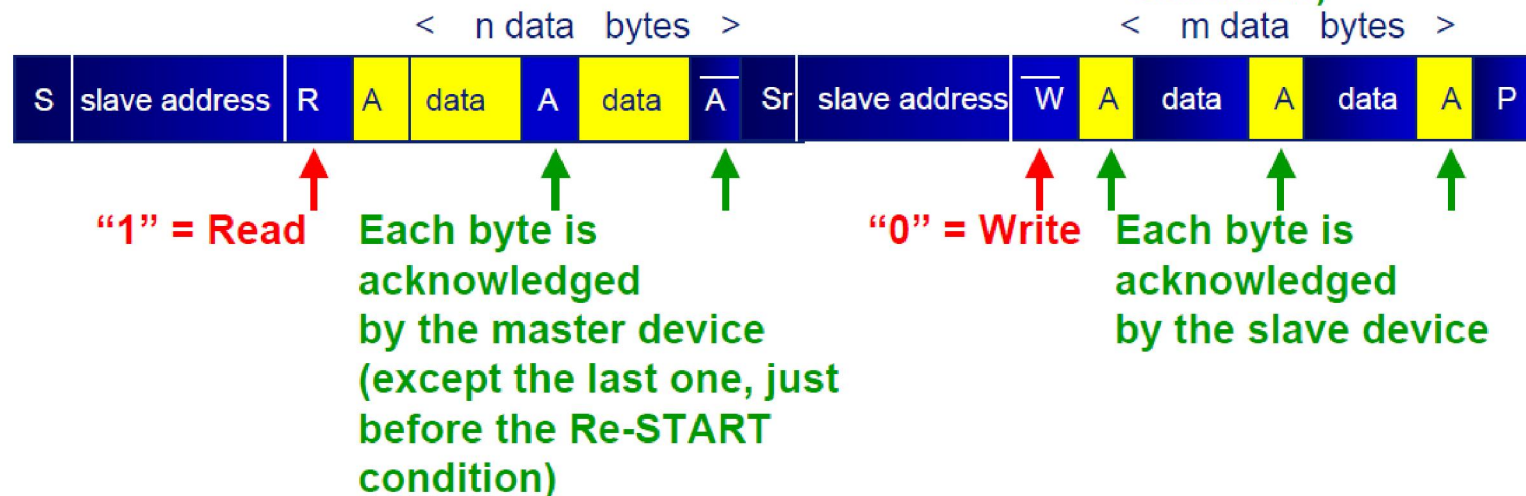 < n data bytes > < m data bytes >
S slave address R A data A data A̅ Sr slave address W̅ A data A data A P
“1” = Read
Each byte is
acknowledged
by the master device
(except the last one, just
before the Re-START
condition)
“0” = Write
Each byte is
acknowledged
by the slave device